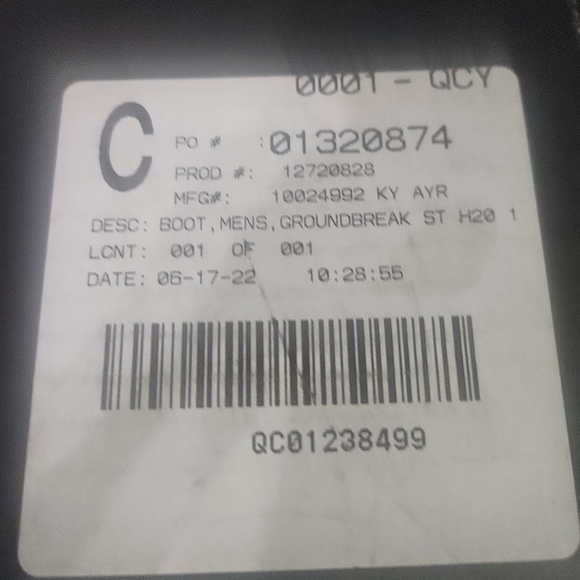 0001 - QCY
C
PO # :01320874
PROD #: 12720828
MFG#: 10024992 KY AYR
DESC: BOOT,MENS,GROUNDBREAK ST H20 1
LCNT: 001 OF 001
DATE: 06-17-22 10:28:55
QC01238499